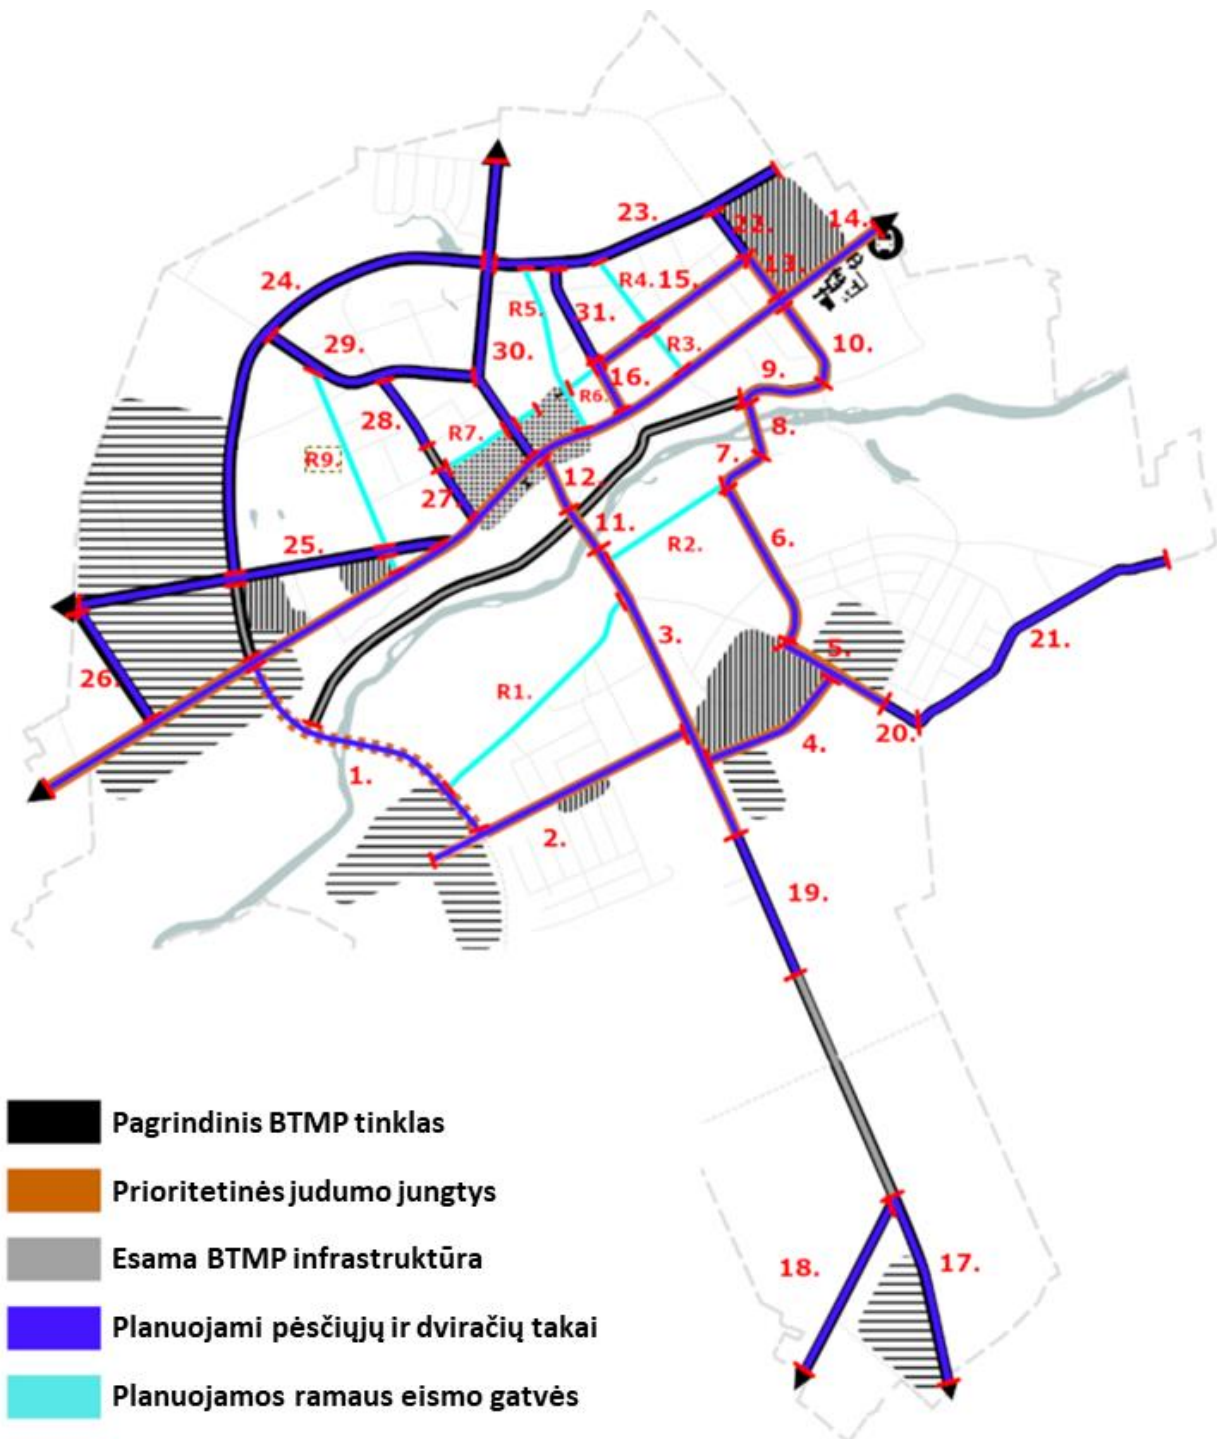 14.
23.
22.
13.
24.
R4.
15.
R5.
31.
29.
30.
R3.
10.
9.
16.
R6.
28.
R7.
8.
R9.
7.
12.
27
11.
25.
R2.
6.
3.
21.
5.
26.
R1.
20.
4.
1.
2.
19.
Pagrindinis BTMP tinklas
Prioritetinės judumo jungtys
Esama BTMP infrastruktūra
18.
17.
Planuojami pėsčiųjų ir dviračių takai
Planuojamos ramaus eismo gatvės